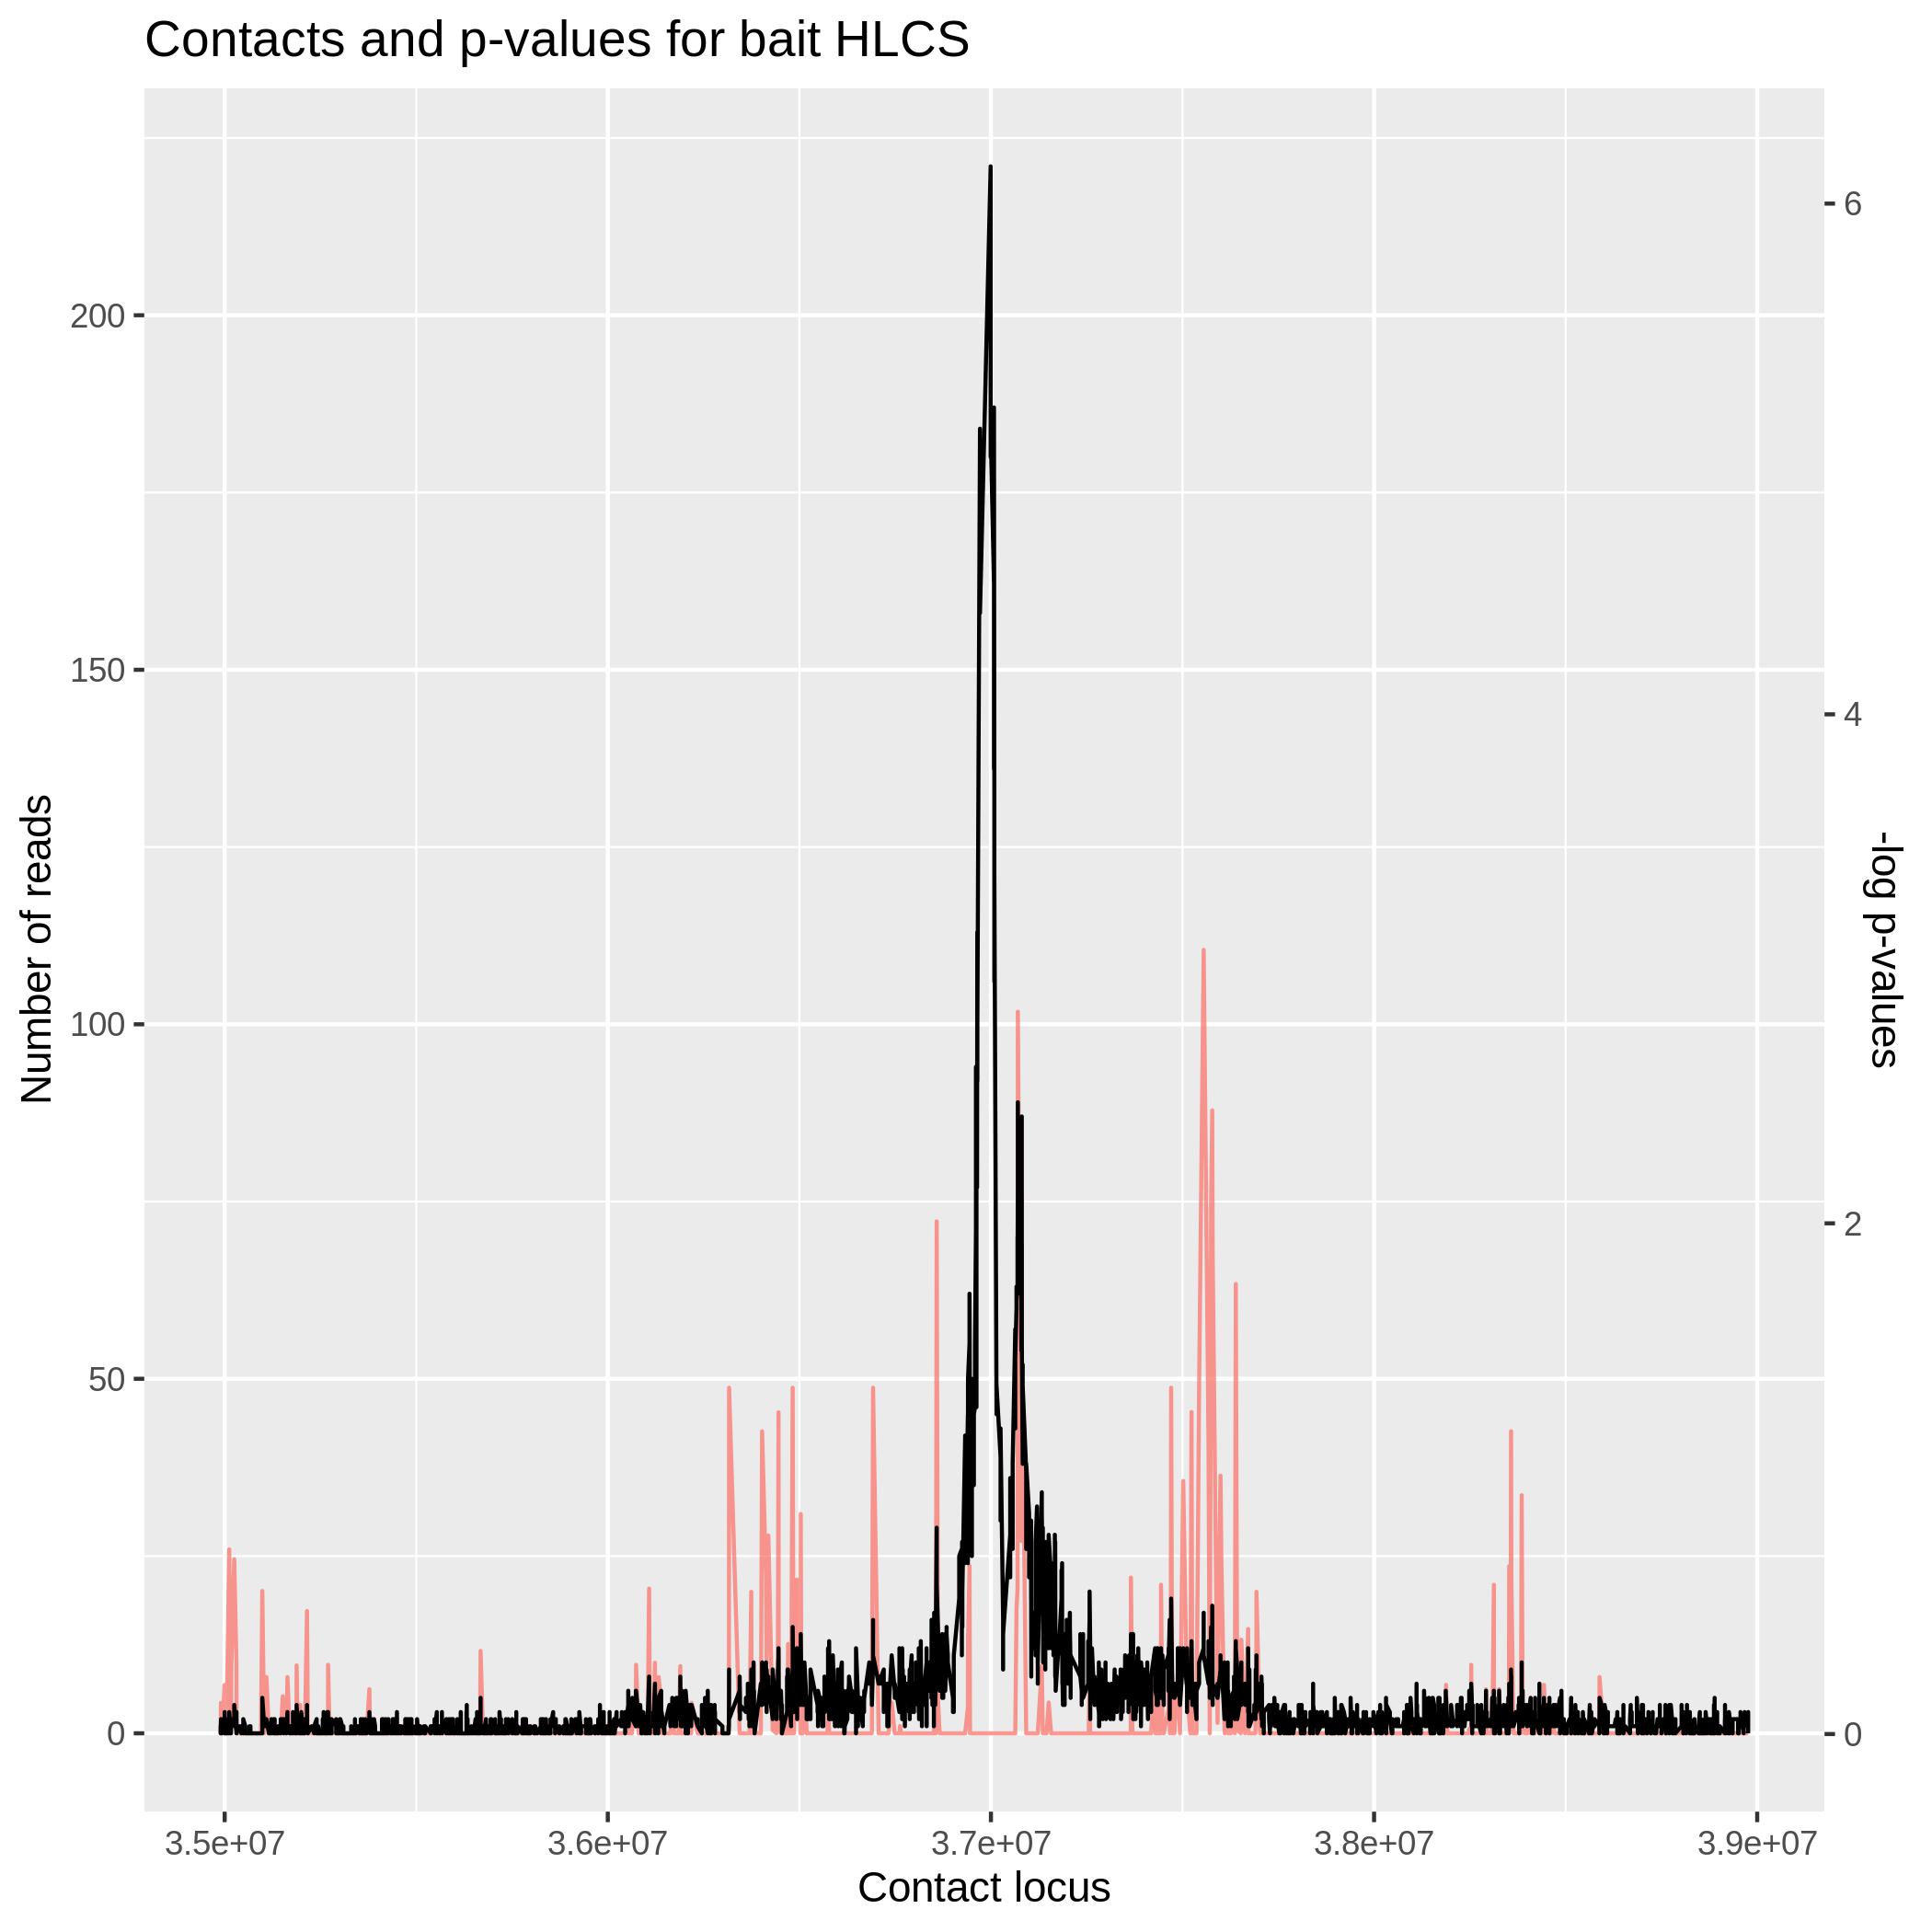 Contacts and p-values for bait HLCS
Number of reads
200
150
100
50
0
6
4
2
0
-log p-values
3.5e+07
3.6e+07
3.7e+07
3.8e+07
3.9e+07
Contact locus